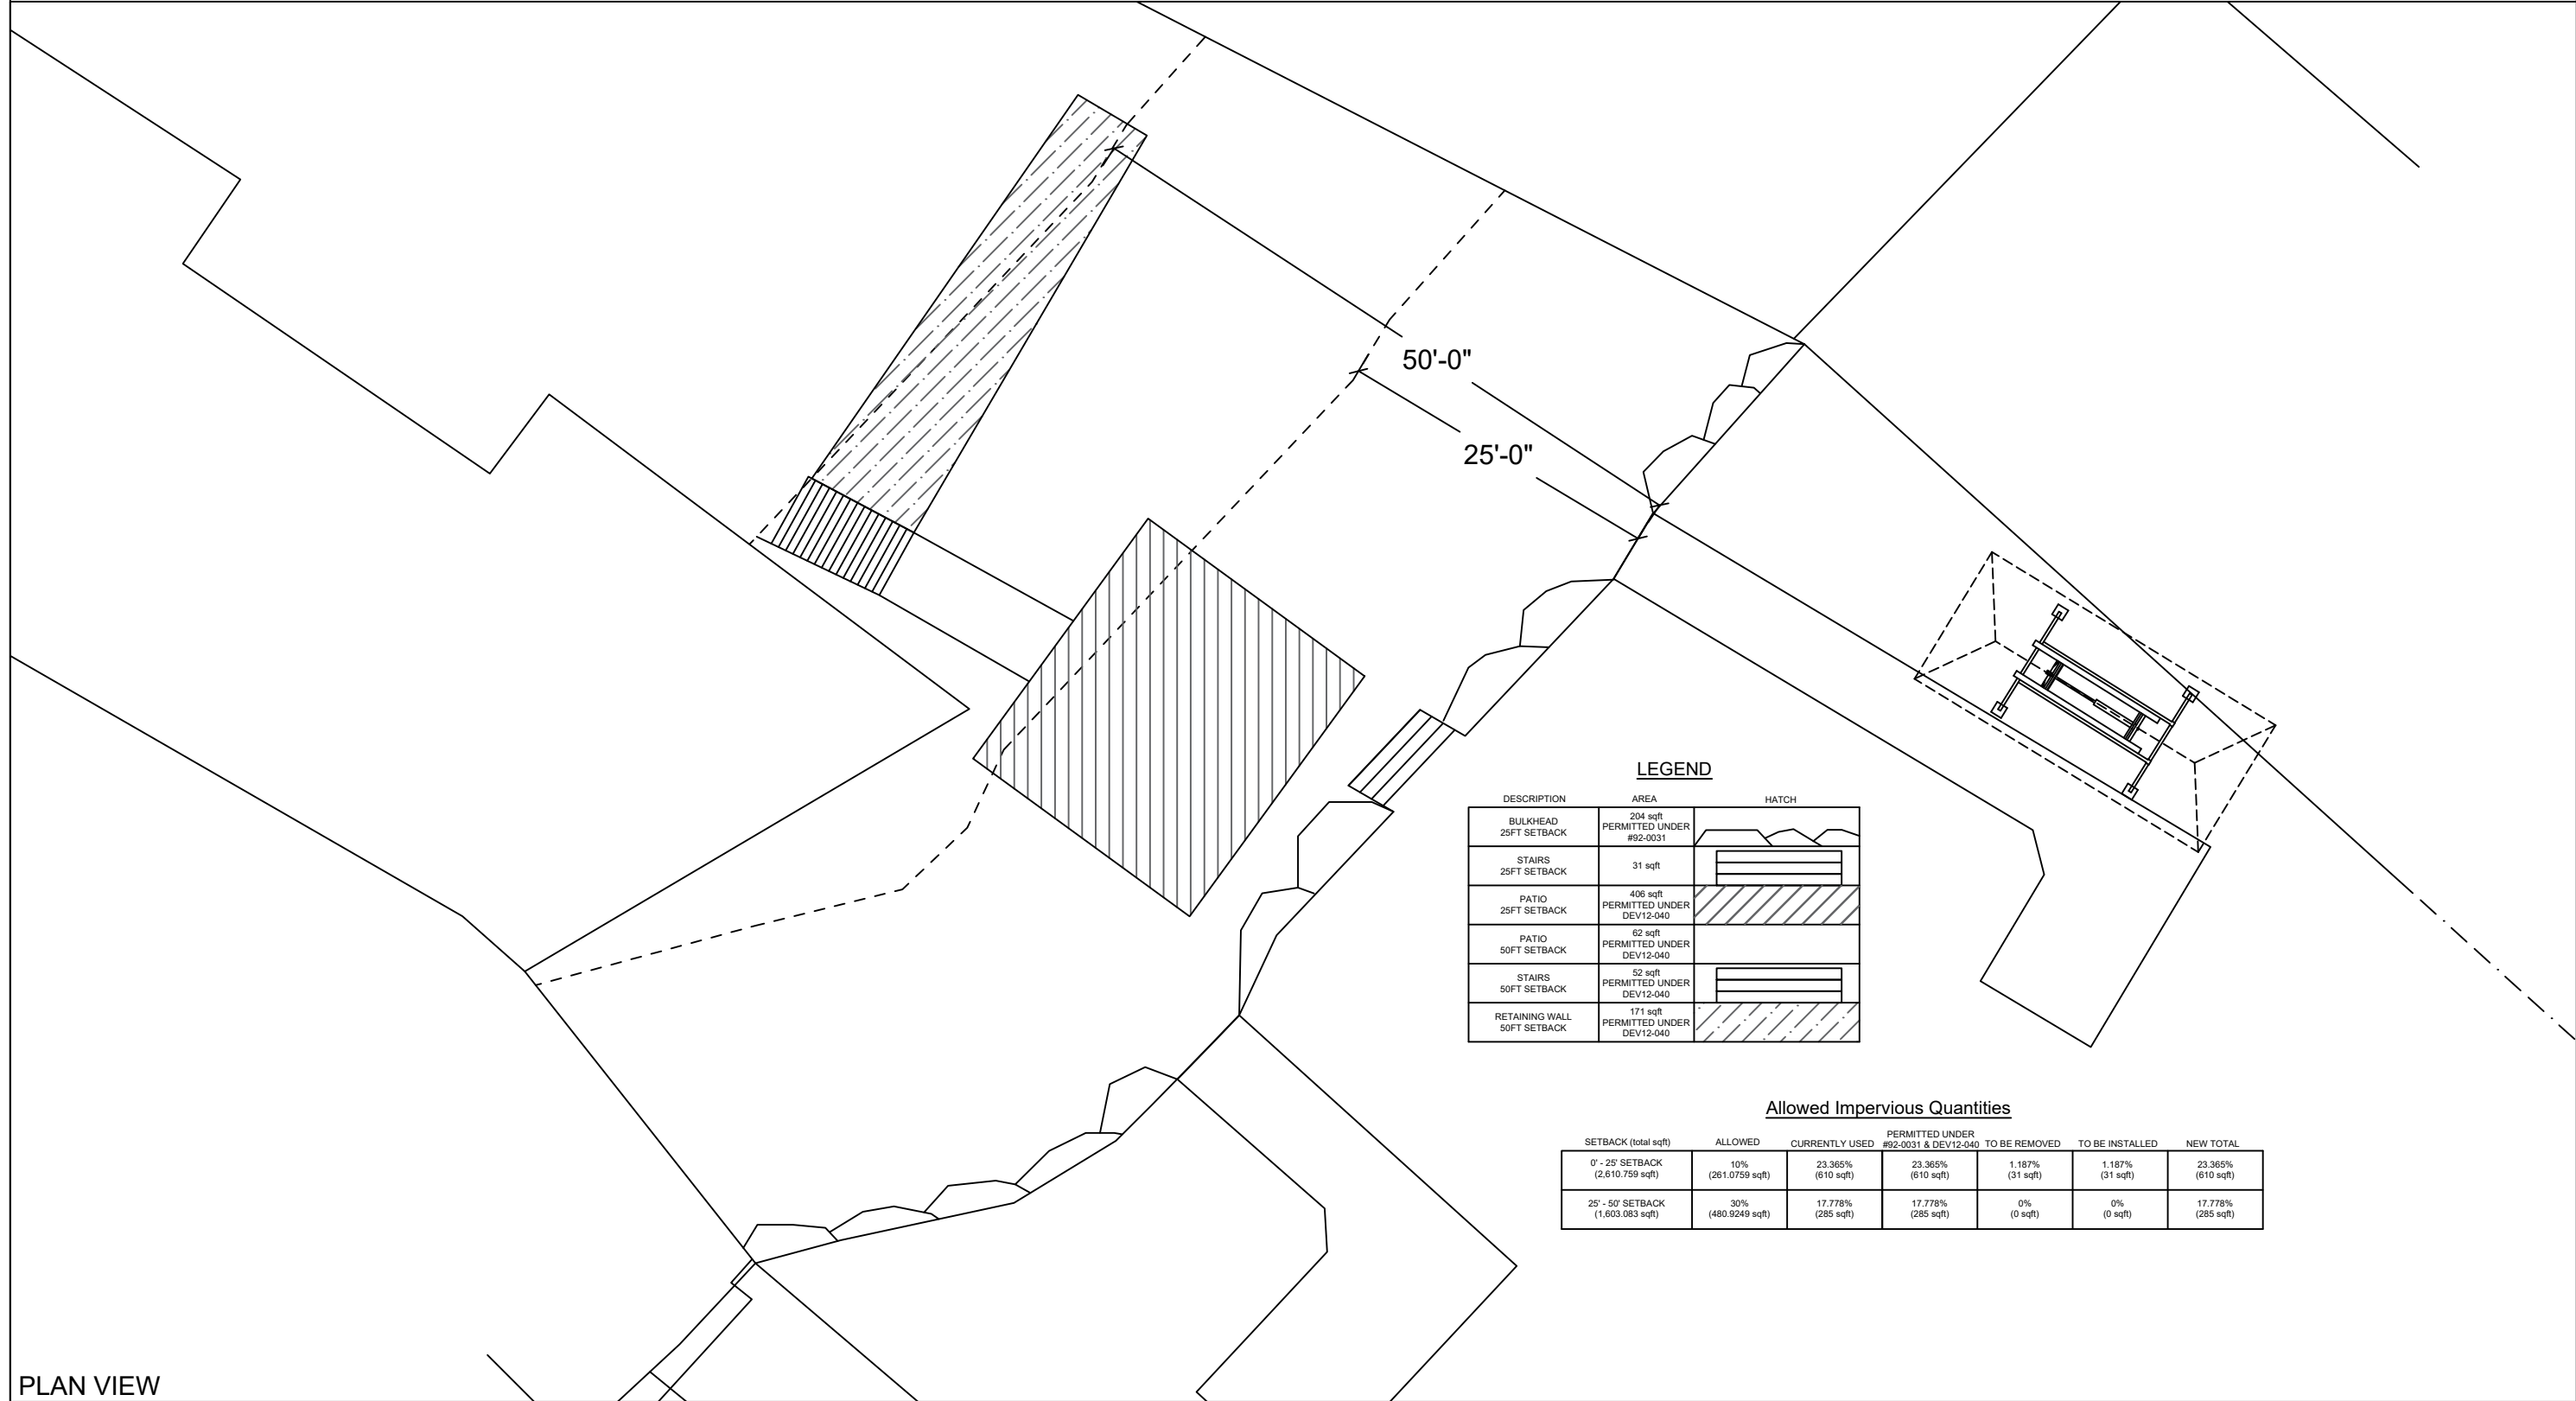 50'-0"
25'-0"
LEGEND
DESCRIPTION AREA HATCH
BULKHEAD
25FT SETBACK
204 sqft
PERMITTED UNDER
#92-0031
STAIRS
25FT SETBACK
31 sqft
PATIO
25FT SETBACK
406 sqft
PERMITTED UNDER
DEV12-040
PATIO
50FT SETBACK
62 sqft
PERMITTED UNDER
DEV12-040
STAIRS
50FT SETBACK
52 sqft
PERMITTED UNDER
DEV12-040
RETAINING WALL
50FT SETBACK
171 sqft
PERMITTED UNDER
DEV12-040
Allowed Impervious Quantities
SETBACK (total sqft)
ALLOWED
CURRENTLY USED
PERMITTED UNDER
#92-0031 & DEV12-040
TO BE REMOVED
TO BE INSTALLED
NEW TOTAL
0' - 25' SETBACK
(2,610.759 sqft)
10%
(261.0759 sqft)
23.365%
(610 sqft)
23.365%
(610 sqft)
1.187%
(31 sqft)
1.187%
(31 sqft)
23.365%
(610 sqft)
25' - 50' SETBACK
(1,603.083 sqft)
30%
(480.9249 sqft)
17.778%
(285 sqft)
17.778%
(285 sqft)
0%
(0 sqft)
0%
(0 sqft)
17.778%
(285 sqft)
PLAN VIEW